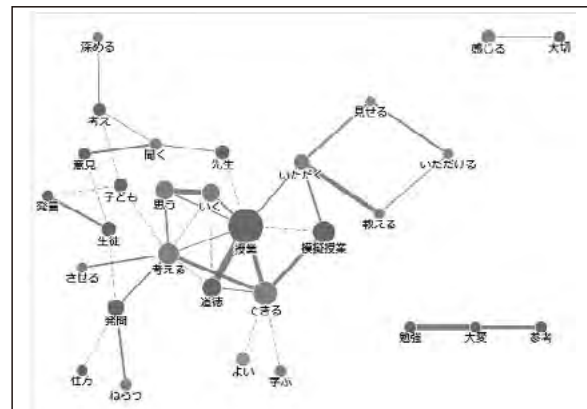 深める
感じる
大切
考え
見せる
聞く
意見
先生
いただく
いただける
子ども
思う
いく
発言
教える
生徒
授業
模擬授業
考える
させる
道徳
できる
発問
勉強
大変
参考
よい
学ぶ
仕方
ねらう